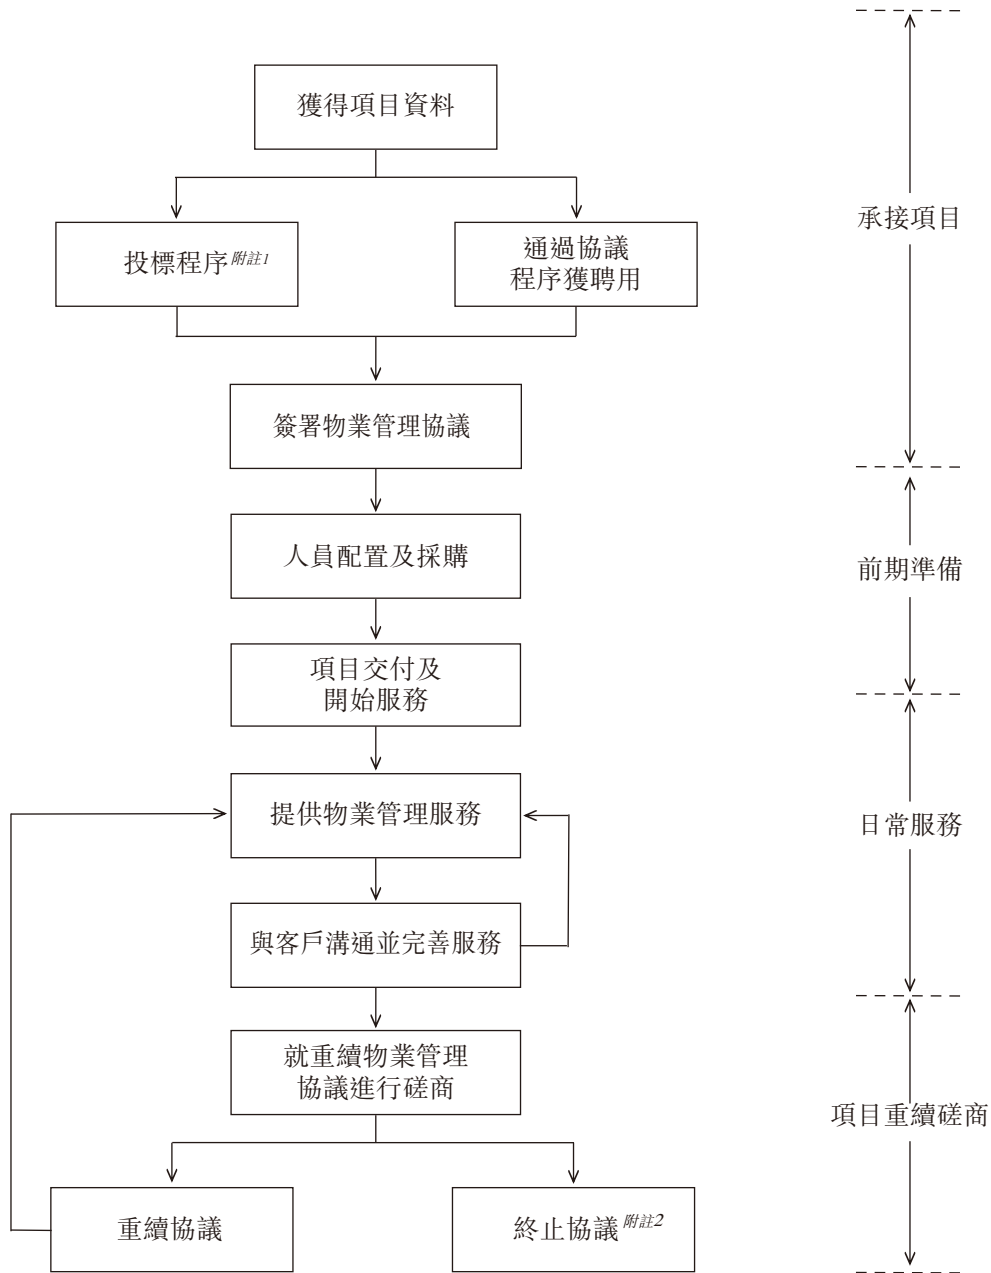 獲得項目資料
承接項目
投標程序附註1
通過協議
程序獲聘用
簽署物業管理協議
人員配置及採購
前期準備
項目交付及
開始服務
提供物業管理服務
日常服務
與客戶溝通並完善服務
就重續物業管理
協議進行磋商
項目重續磋商
重續協議
終止協議附註2